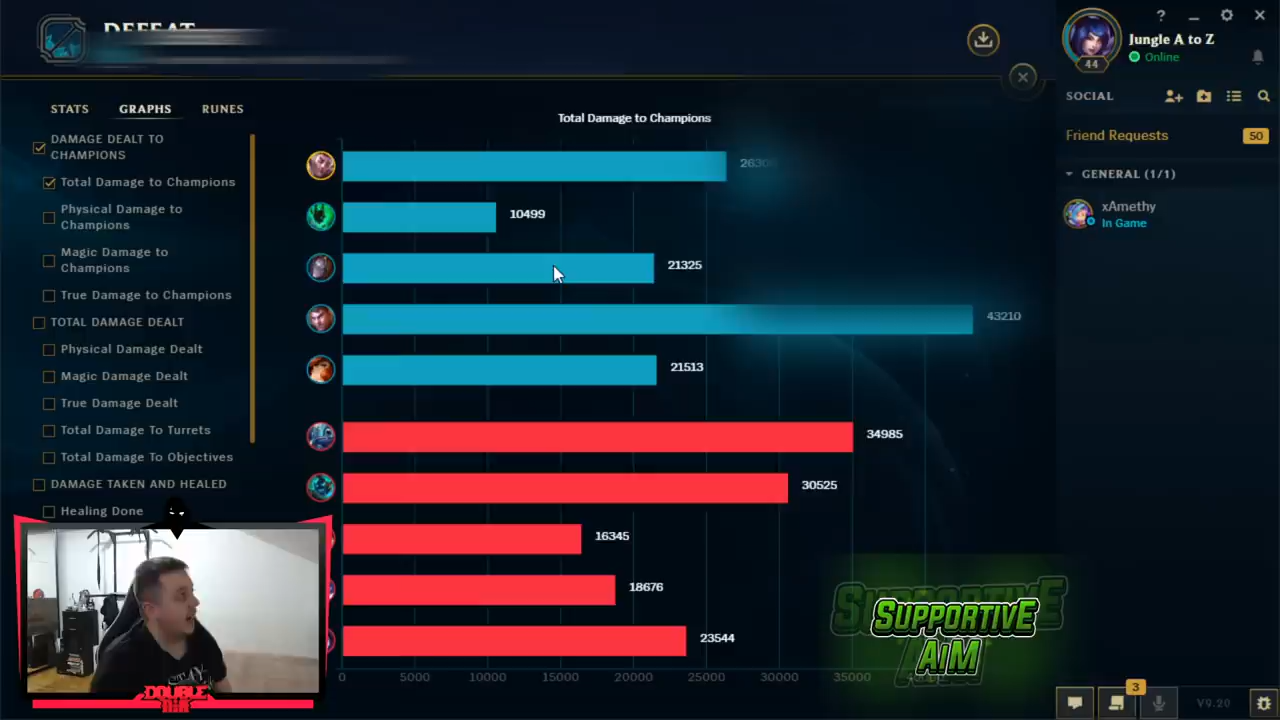 DEFEAT
?
Jungle A to Z
44
Online
STATS
GRAPHS
RUNES
SOCIAL
Friend Requests
50
GENERAL (1/1)
xAmethy
In Game
DAMAGE DEALT TO
CHAMPIONS
Total Damage to Champions
Physical Damage to
Champions
Magic Damage to
Champions
True Damage to Champions
TOTAL DAMAGE DEALT
Physical Damage Dealt
Magic Damage Dealt
True Damage Dealt
Total Damage To Turrets
Total Damage To Objectives
DAMAGE TAKEN AND HEALED
Healing Done
Total Damage to Champions
10499
21325
43210
21513
34985
30525
16345
18676
23544
0
5000
10000
15000
20000
25000
30000
35000
SUPPORTIVE
AIM
STAY
DOUBLE
AIM
3
V9.20